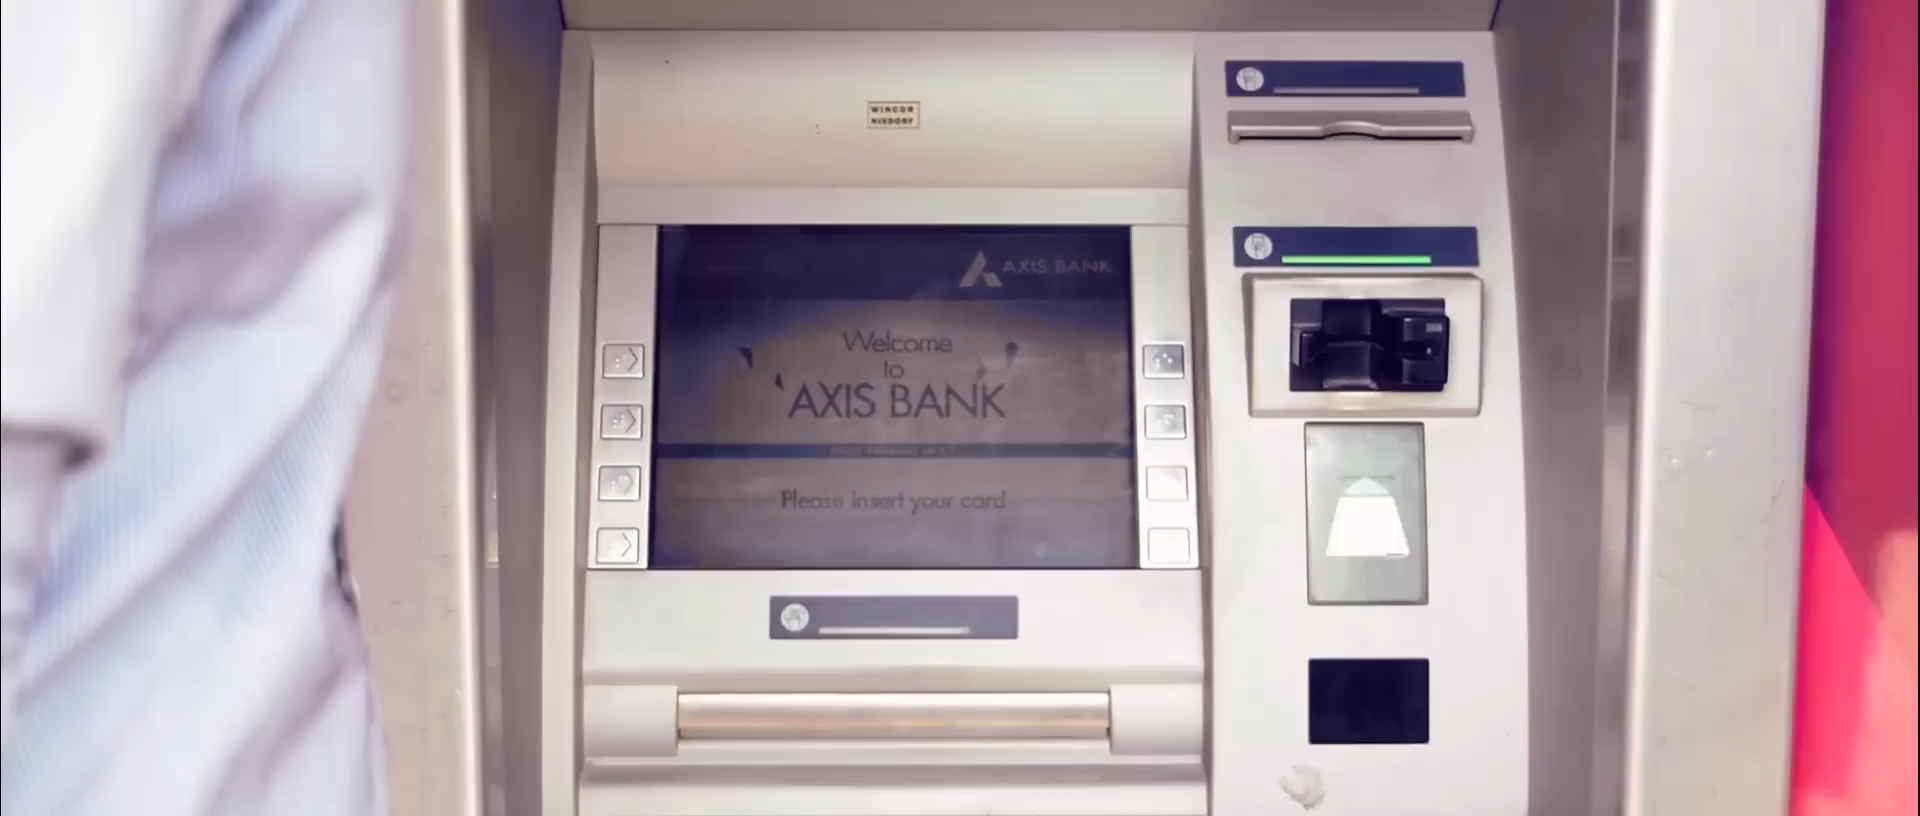 WINCOR
NIXDORF
AXIS BANK
Welcome
to
AXIS BANK
Please insert your card